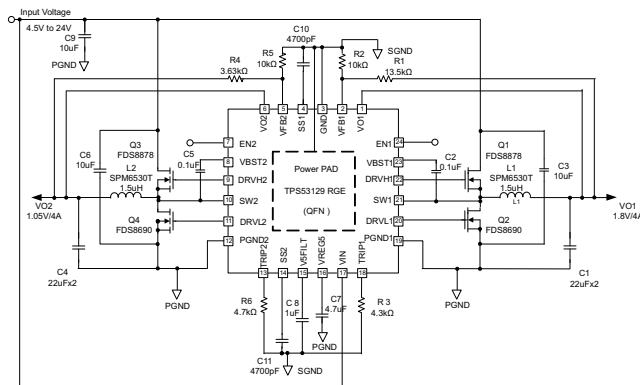 Input Voltage
4.5V to 24V
C9
10uF
PGND
C10
4700pF
SGND
R5
10kΩ
R2
10kΩ
R4
3.63kΩ
R1
13.5kΩ
6
5
4
3
2
1
VO2
VFB2
SS1
GND
VFB1
VO1
7
EN2
EN1
24
Q3
FDS8878
L2
SPM6530T
1.5uH
C6
10uF
C5
0.1uF
8
VBST2
9
DRVH2
10
SW2
11
DRVL2
12
PGND2
Power PAD
TPS53129 RGE
(QFN)
VBST1
23
DRVH1
22
SW1
21
DRVL1
20
PGND1
19
C2
0.1uF
Q1
FDS8878
L1
SPM6530T
1.5uH
L1
C3
10uF
VO2
1.05V/4A
Q4
FDS8690
Q2
FDS8690
VO1
1.8V/4A
C4
22uFx2
PGND
PGND
C1
22uFx2
TRIP2
SS2
V5FILT
VREG5
VIN
TRIP1
13
14
15
16
17
18
R6
4.7kΩ
C8
1uF
C7
4.7uF
R3
4.3kΩ
PGND
C11
4700pF
SGND